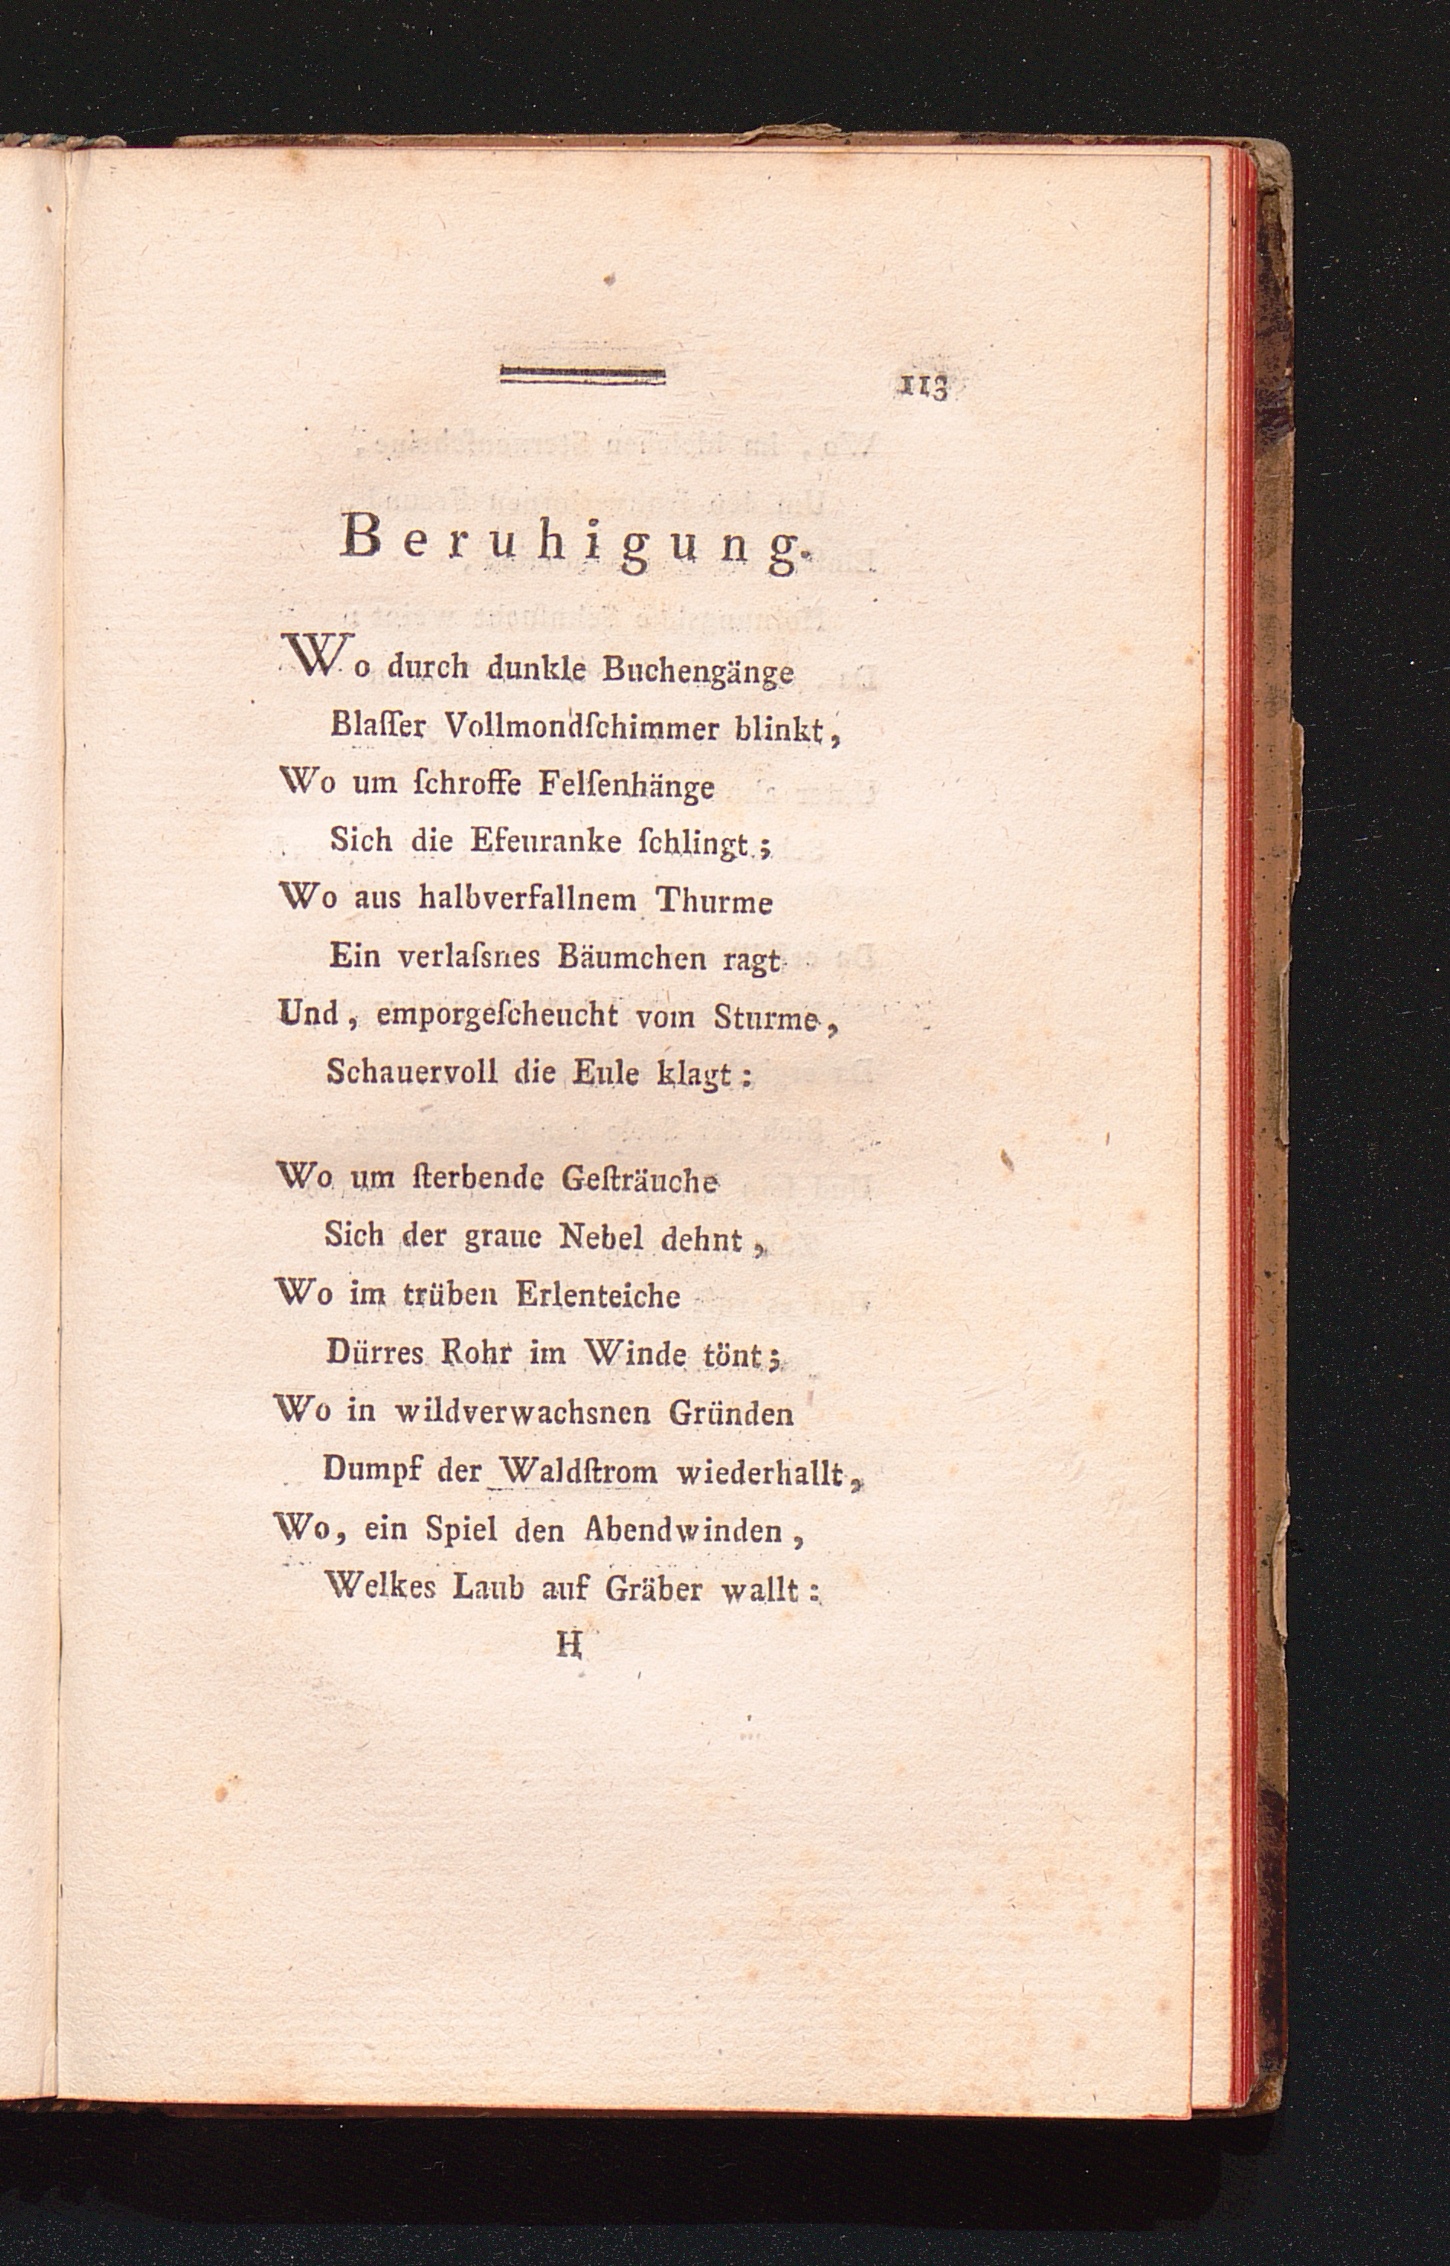 113
Beruhigung.
Wo durch dunkle Buchengänge
Blaſſer Vollmondſchimmer blinkt,
Wo um ſchroffe Felſenhänge
Sich die Efeuranke ſchlingt;
Wo aus halbverfallnem Thurme
Ein verlaſsnes Bäumchen ragt
Und, emporgeſcheucht vom Sturme,
Schauervoll die Eule klagt:
Wo um ſterbende Geſträuche
Sich der graue Nebel dehnt,
Wo im trüben Erlenteiche
Dürres Rohr im Winde tönt;
Wo in wildverwachsnen Gründen
Dumpf der Waldſtrom wiederhallt,
Wo, ein Spiel den Abendwinden,
Welkes Laub auf Gräber wallt:
H